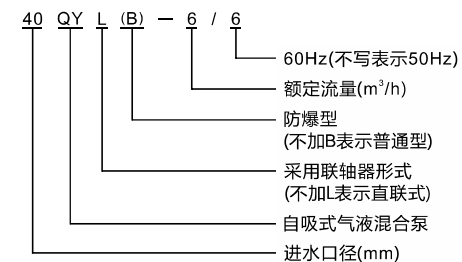 40 QY L (B) — 6 / 6
60Hz(不写表示50Hz)
额定流量(m³/h)
防爆型
(不加B表示普通型)
采用联轴器形式
(不加L表示直联式)
自吸式气液混合泵
进水口径(mm)